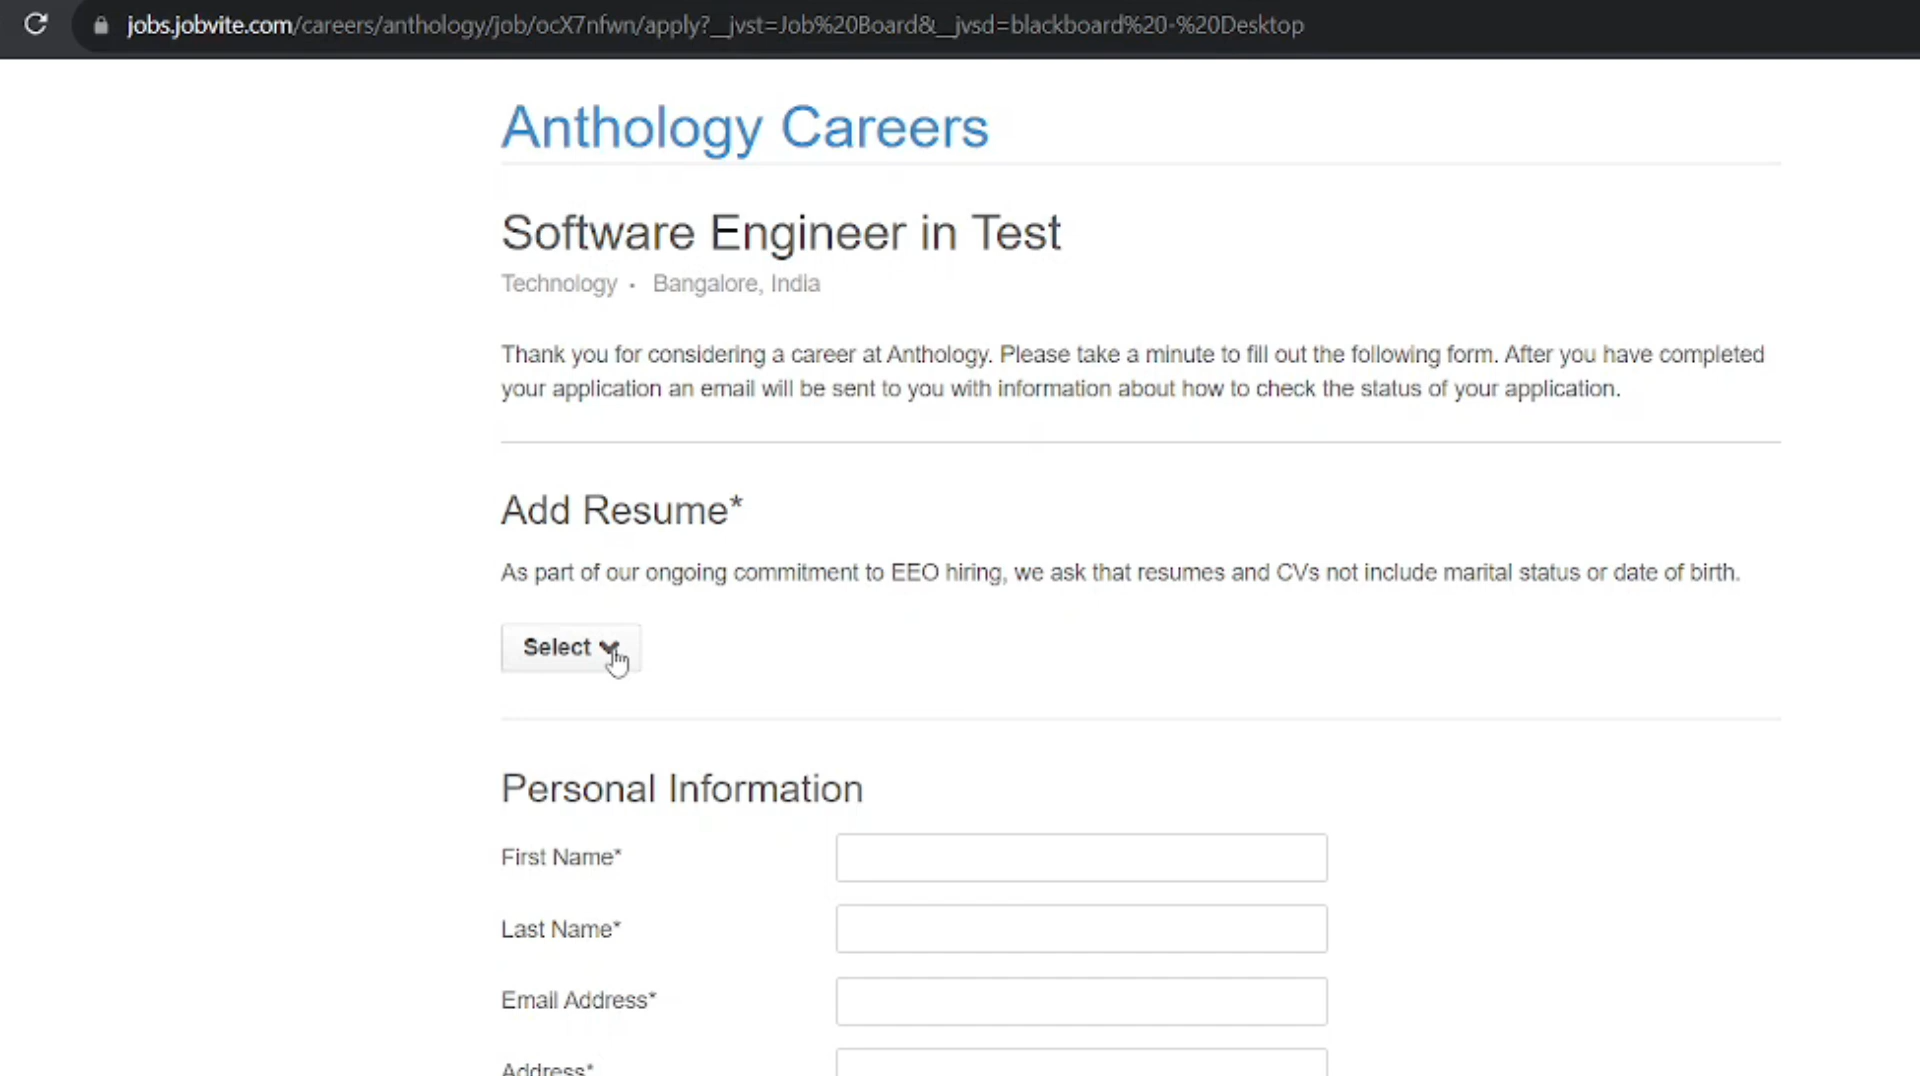 jobs.jobvite.com/careers/anthology/job/ocX7nfwn/apply?__jvst=Job%20Board&__jvsd=blackboard%20-%20Desktop
Anthology Careers
Software Engineer in Test
Technology • Bangalore, India
Thank you for considering a career at Anthology. Please take a minute to fill out the following form. After you have completed
your application an email will be sent to you with information about how to check the status of your application.
Add Resume*
As part of our ongoing commitment to EEO hiring, we ask that resumes and CVs not include marital status or date of birth.
Select
Personal Information
First Name*
Last Name*
Email Address*
Address*